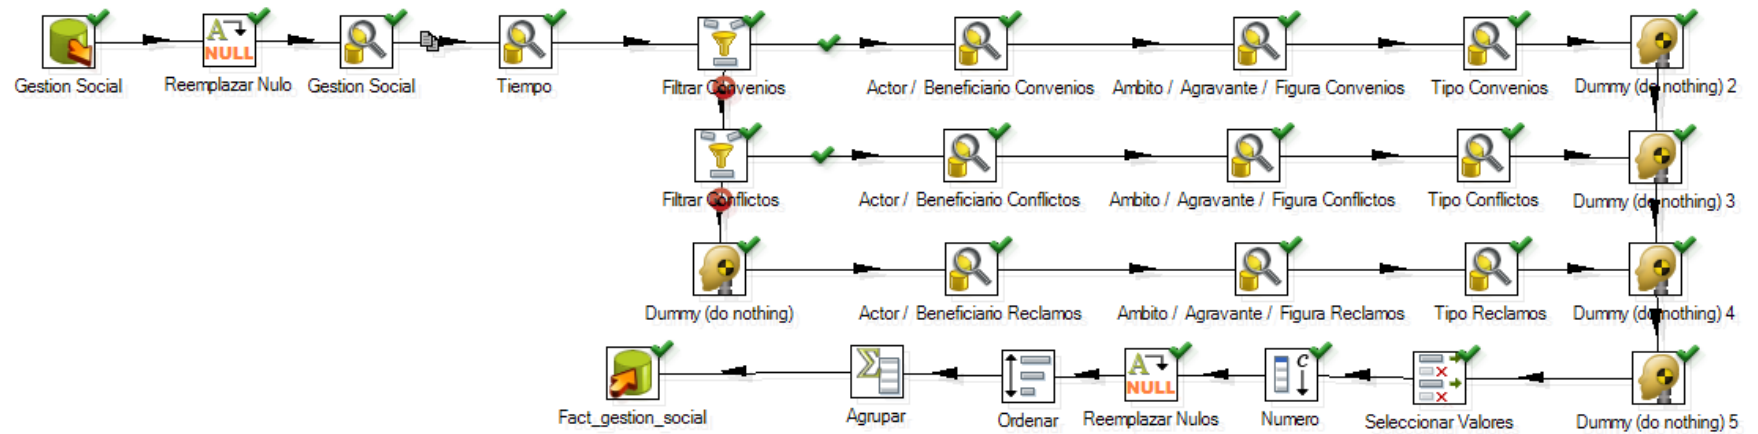 A
NULL
Gestion Social
Reemplazar Nulo
Gestion Social
Tiempo
Filtrar Convenios
Actor / Beneficiario Convenios
Ambito / Agravante / Figura Convenios
Tipo Convenios
Dummy (do nothing) 2
Filtrar Conflictos
Actor / Beneficiario Conflictos
Ambito / Agravante / Figura Conflictos
Tipo Conflictos
Dummy (do nothing) 3
Dummy (do nothing)
Actor / Beneficiario Reclamos
Ambito / Agravante / Figura Reclamos
Tipo Reclamos
Dummy (do nothing) 4
Σ
A
NULL
C
Fact_gestion_social
Agrupar
Ordenar
Reemplazar Nulos
Numero
Seleccionar Valores
Dummy (do nothing) 5